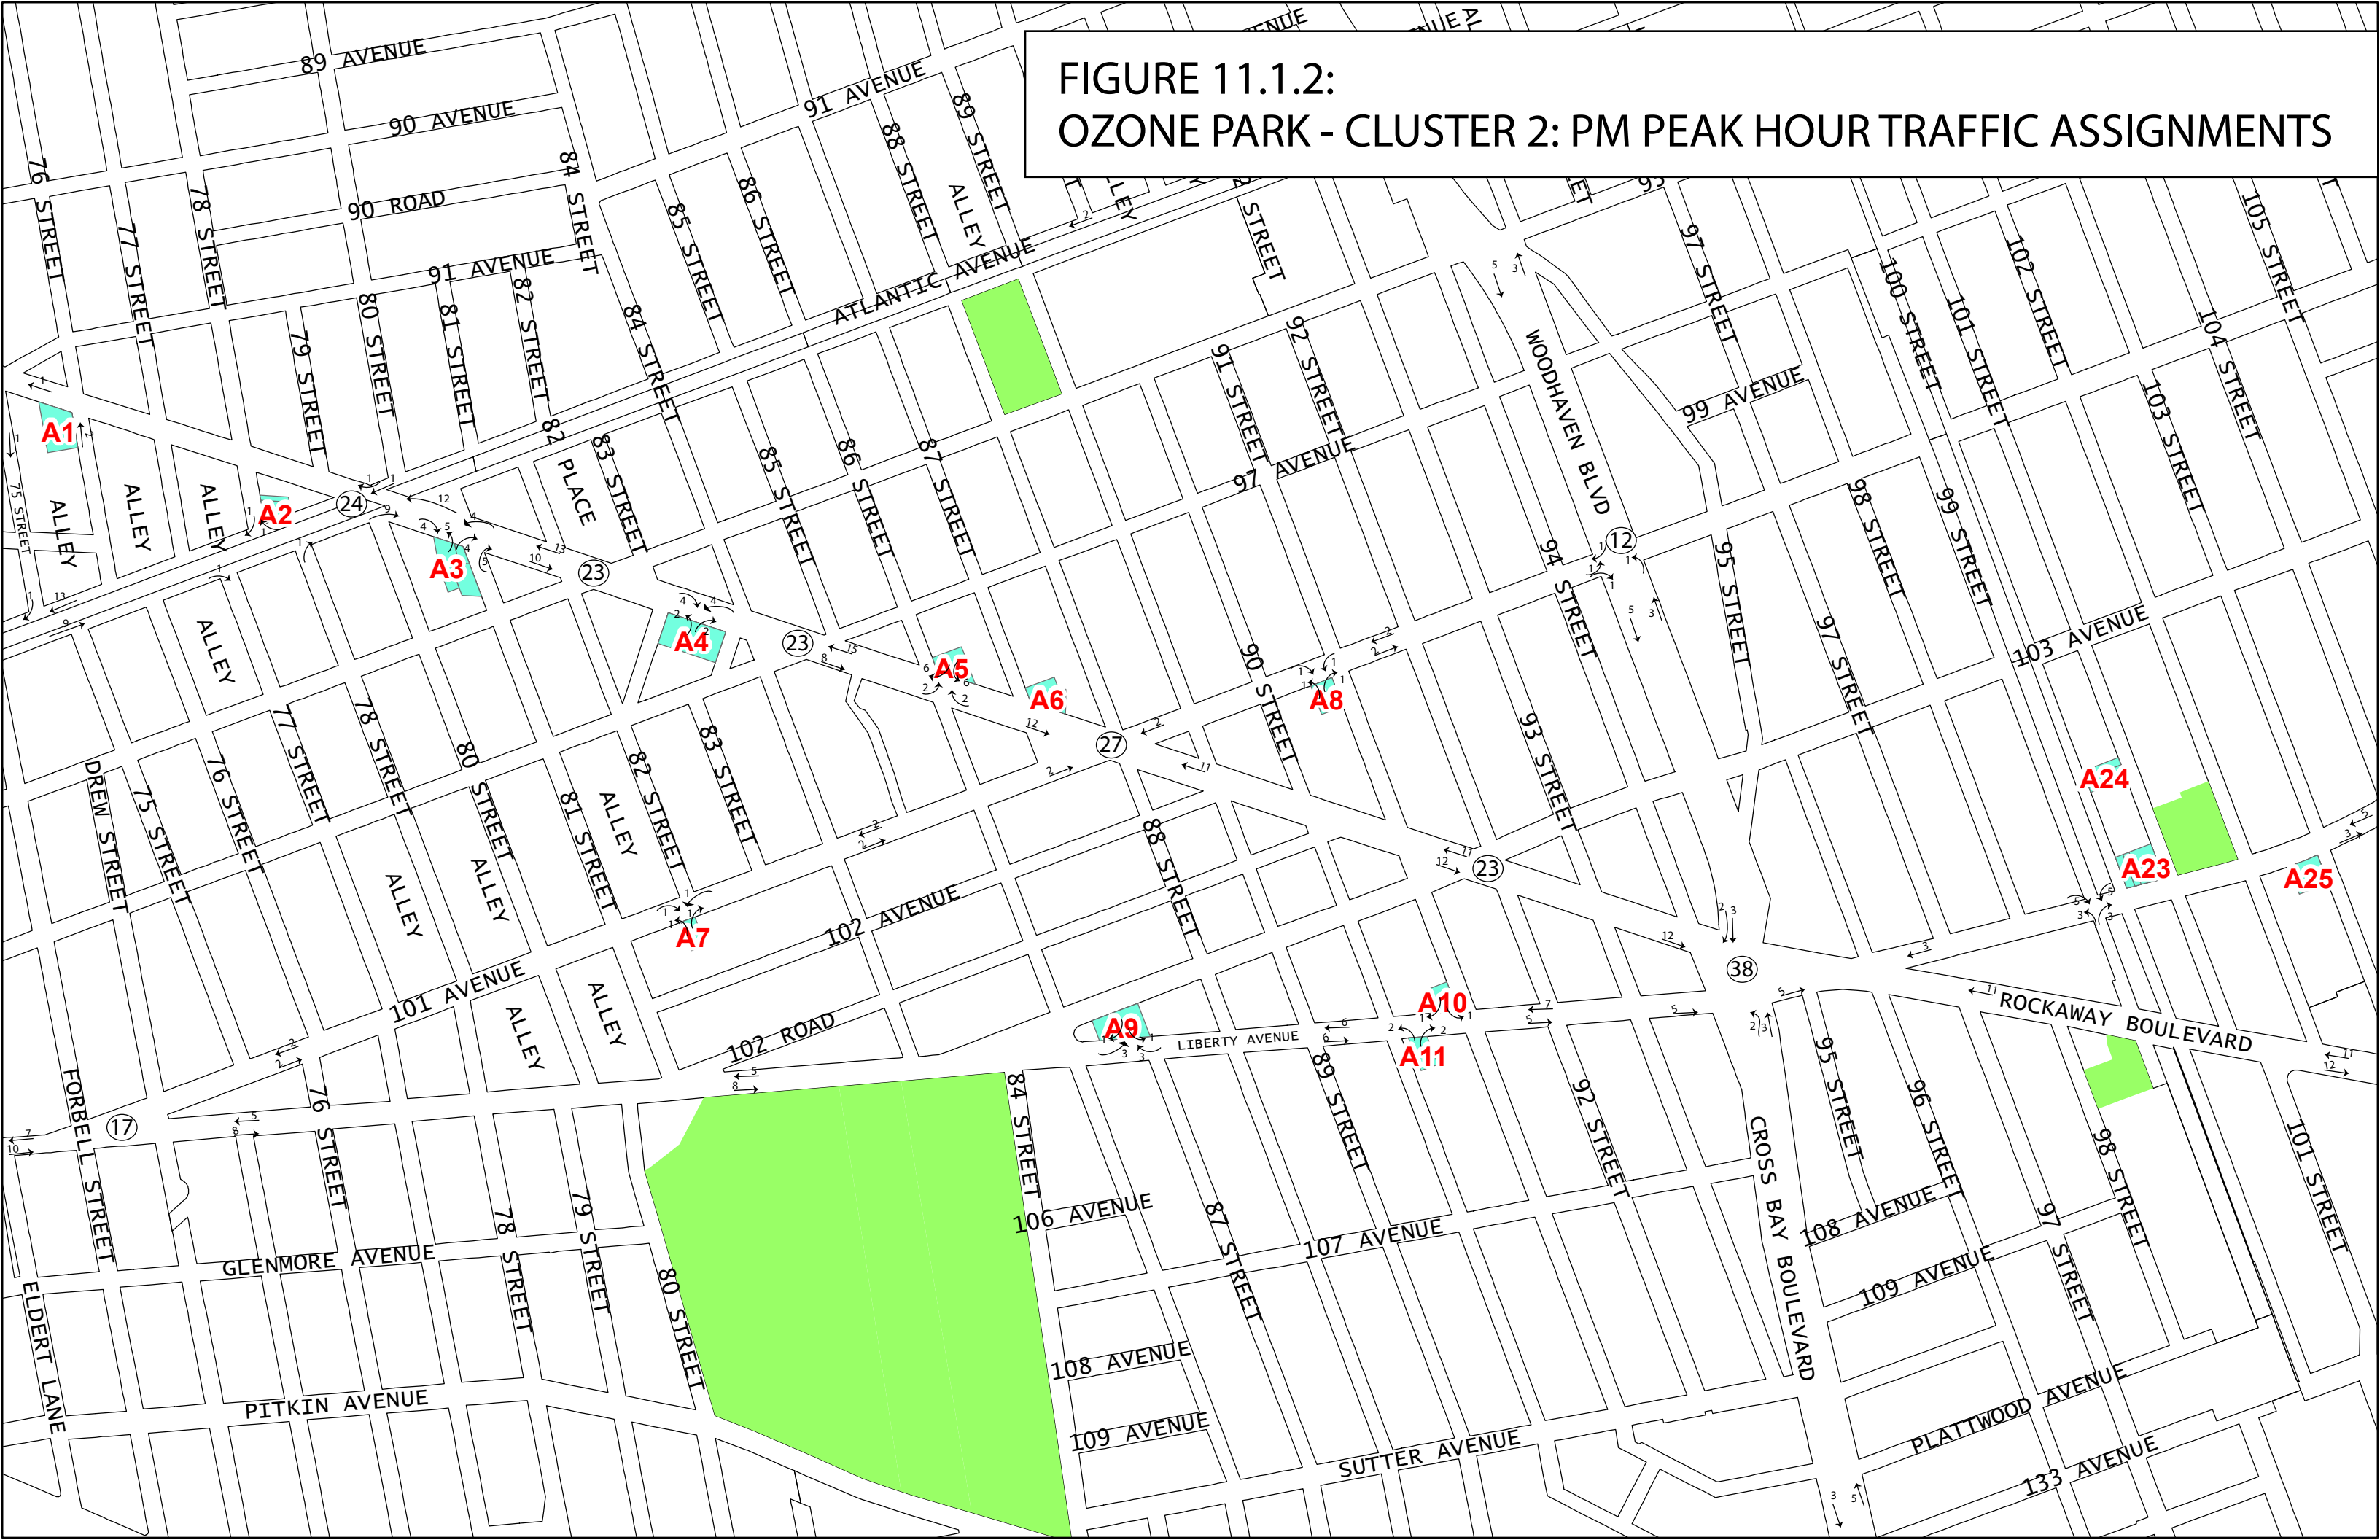 FIGURE 11.1.2:
OZONE PARK - CLUSTER 2: PM PEAK HOUR TRAFFIC ASSIGNMENTS
89 AVENUE
90 AVENUE
90 ROAD
91 AVENUE
91 AVENUE
76 STREET
77 STREET
78 STREET
79 STREET
80 STREET
81 STREET
82 STREET
84 STREET
84 STREET
85 STREET
86 STREET
88 STREET
89 STREET
ALLEY
ATLANTIC AVENUE
STREET
92 STREET
91 STREET
97 AVENUE
WOODHAVEN BLVD
97 STREET
99 AVENUE
100 STREET
101 STREET
102 STREET
103 STREET
104 STREET
105 STREET
A1
75 STREET
ALLEY
ALLEY
ALLEY
A2
24
A3
82 PLACE
83 STREET
85 STREET
86 STREET
87 STREET
23
A4
23
A5
A6
27
90 STREET
A8
12
94 STREET
95 STREET
98 STREET
99 STREET
97 STREET
103 AVENUE
A24
A23
A25
ALLEY
DREW STREET
75 STREET
76 STREET
77 STREET
78 STREET
80 STREET
81 STREET
ALLEY
82 STREET
83 STREET
88 STREET
93 STREET
23
38
ALLEY
ALLEY
A7
102 AVENUE
101 AVENUE
ALLEY
ALLEY
102 ROAD
A9
LIBERTY AVENUE
A10
A11
ROCKAWAY BOULEVARD
FORBELL STREET
17
76 STREET
84 STREET
89 STREET
92 STREET
95 STREET
96 STREET
98 STREET
101 STREET
CROSS BAY BOULEVARD
GLENMORE AVENUE
78 STREET
79 STREET
80 STREET
106 AVENUE
87 STREET
107 AVENUE
108 AVENUE
97 STREET
109 AVENUE
ELDERT LANE
PITKIN AVENUE
108 AVENUE
109 AVENUE
SUTTER AVENUE
PLATTWOOD AVENUE
133 AVENUE